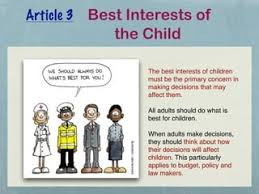 Article 3 Best Interests of
the Child
WE SHOULD ALWAYS DO
WHAT'S BEST FOR YOU!
The best interests of children
must be the primary concern in
making decisions that may
affect them.
All adults should do what is
best for children.
When adults make decisions,
they should think about how
their decisions will affect
children. This particularly
applies to budget, policy and
law makers.